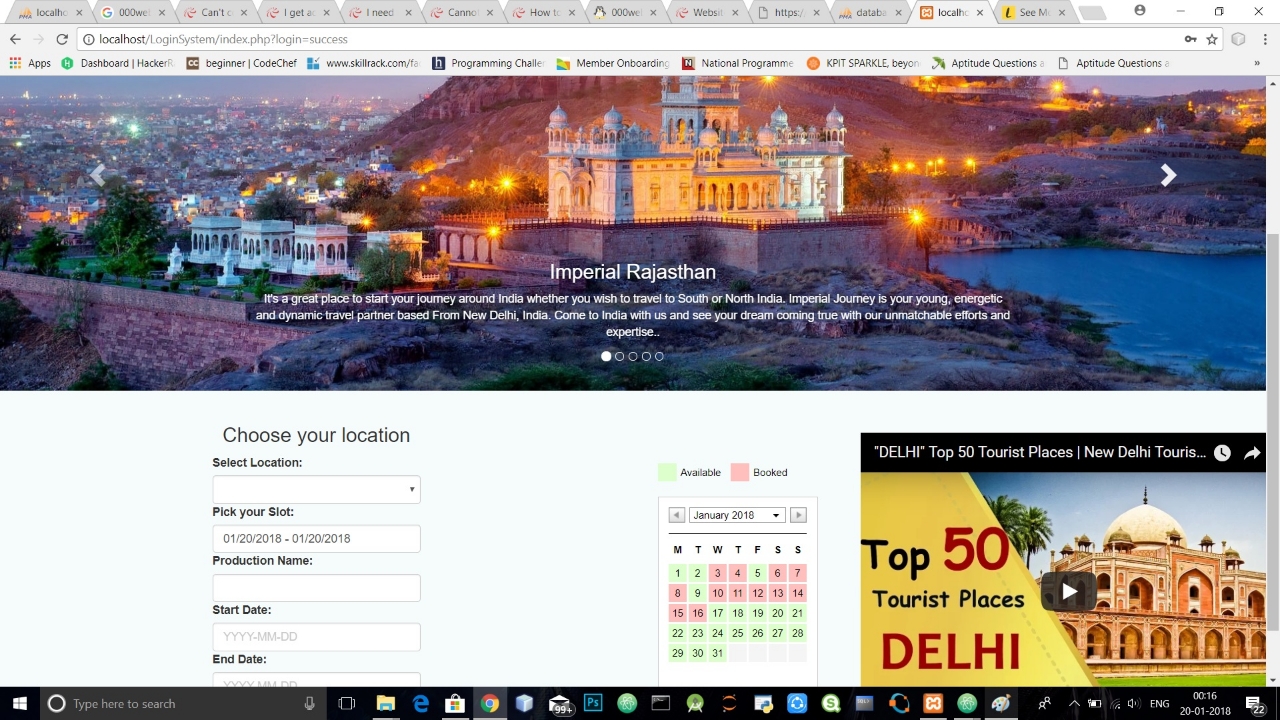 localho
000wel
Can't c
I get ac
I need
Cannot
How to
000wel
Websit
https:/
databa
localho
See Mo
localhost/LoginSystem/index.php?login=success
Apps
Dashboard | HackerR
beginner | CodeChef
www.skillrack.com/fa
Programming Challen
Member Onboarding
National Programme
KPIT SPARKLE, beyon
Aptitude Questions a
Aptitude Questions a
»
Imperial Rajasthan
It's a great place to start your journey around India whether you wish to travel to South or North India. Imperial Journey is your young, energetic
and dynamic travel partner based From New Delhi, India. Come to India with us and see your dream coming true with our unmatchable efforts and
expertise..
Choose your location
Select Location:
Pick your Slot:
01/20/2018 - 01/20/2018
Production Name:
Start Date:
YYYY-MM-DD
End Date:
YYYY-MM-DD
Available
Booked
January 2018
M T W T F S S
1 2 3 4 5 6 7
8 9 10 11 12 13 14
15 16 17 18 19 20 21
22 23 24 25 26 27 28
29 30 31
"DELHI" Top 50 Tourist Places | New Delhi Touris...
Top 50
Tourist Places
DELHI
Type here to search
99+
Ps
ENG
00:16
20-01-2018
22